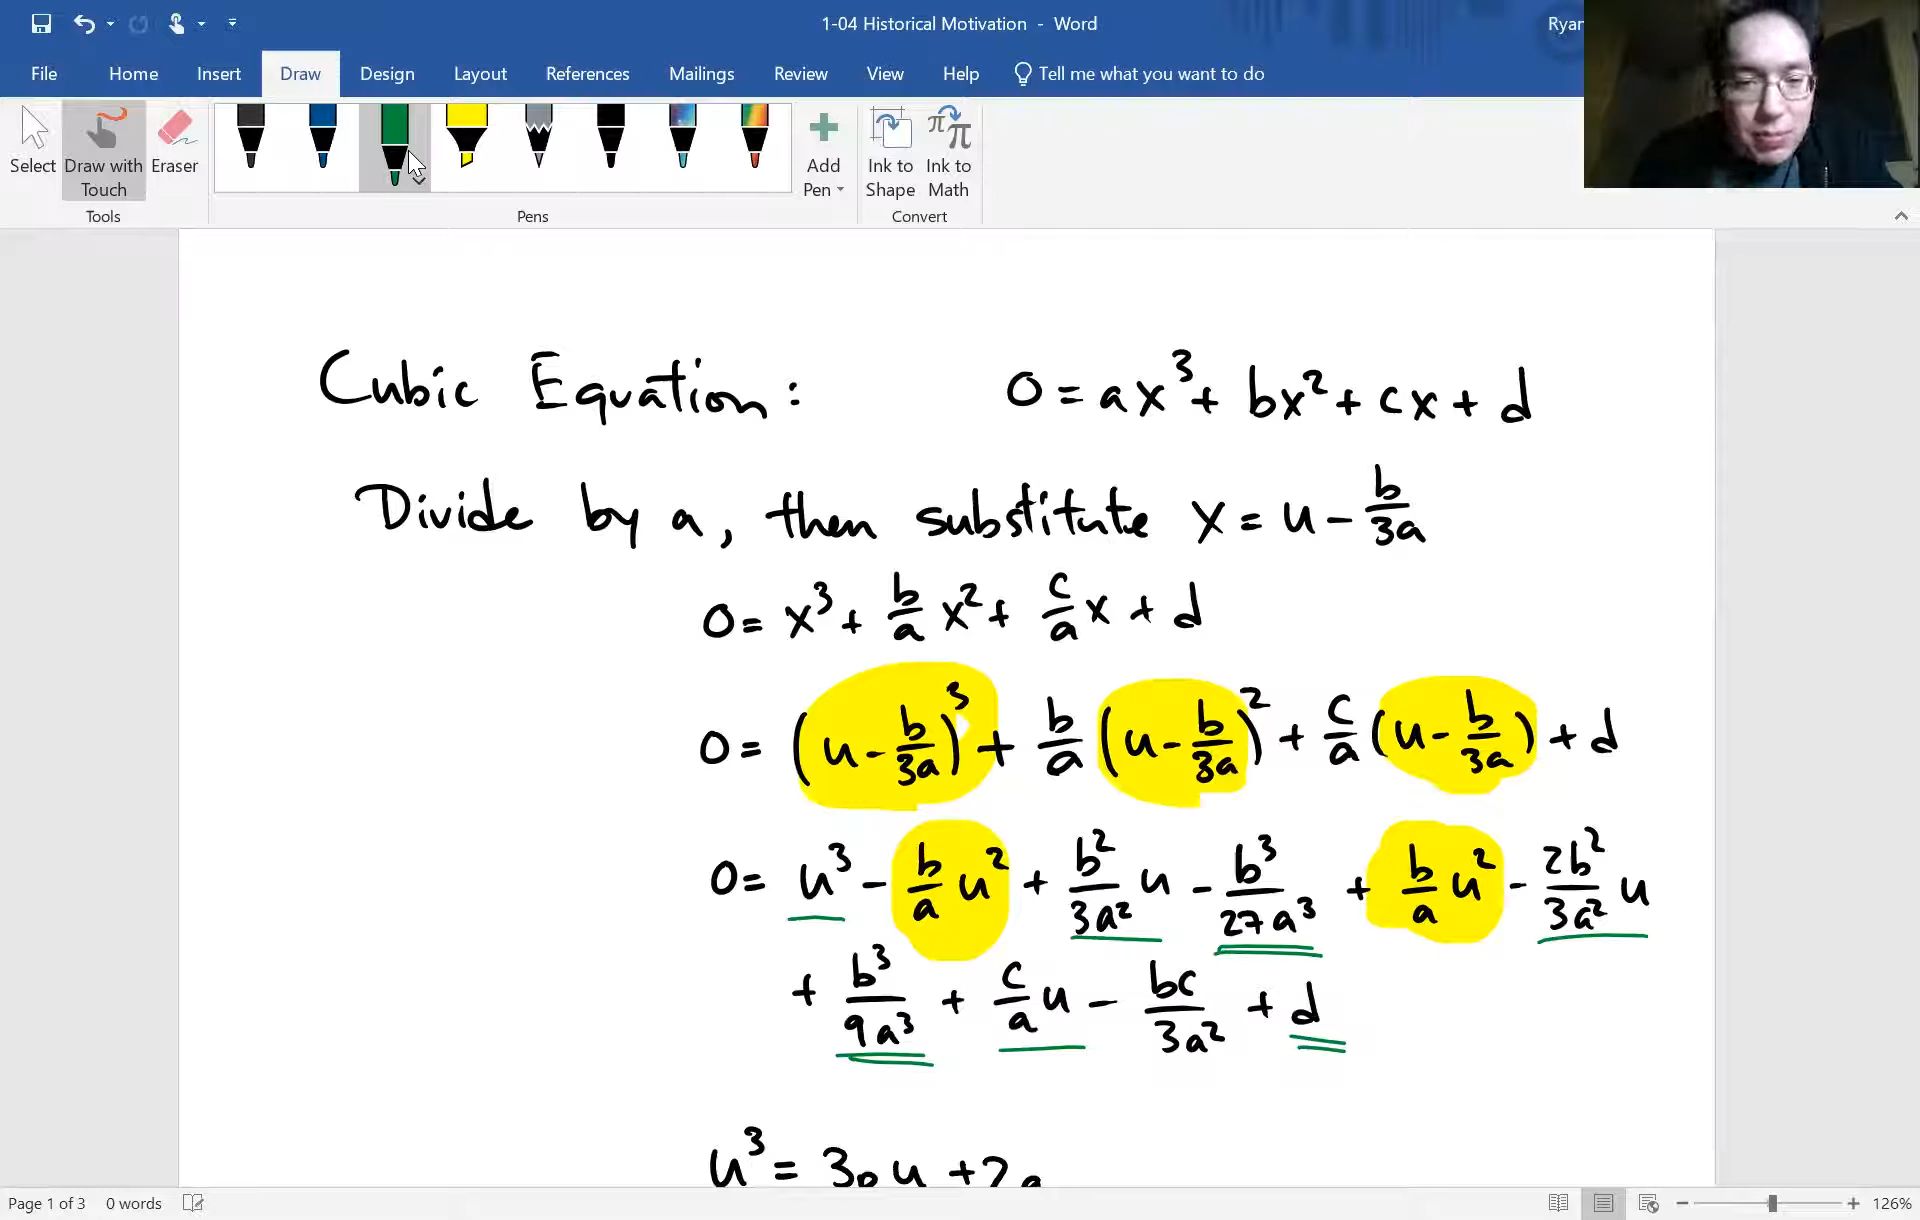 1-04 Historical Motivation - Word
Ryan
File Home Insert Draw Design Layout References Mailings Review View Help Tell me what you want to do
Select
Draw with Touch
Eraser
Tools
Pens
Add Pen
Ink to Shape
Ink to Math
Convert
Cubic Equation: 0 = ax³ + bx² + cx + d
Divide by a, then substitute x = u - b/3a
0 = x³ + b/a x² + c/a x + d
0 = (u - b/3a)³ + b/a (u - b/3a)² + c/a (u - b/3a) + d
0 = u³ - b/a u² + b²/3a² u - b³/27a³ + b/a u² - 2b²/3a² u
+ b³/9a³ + c/a u - bc/3a² + d
u³ = 3pu + 2q
Page 1 of 3 0 words
126%